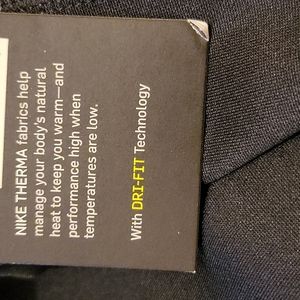 NIKE THERMA fabrics help
manage your body's natural
heat to keep you warm—and
performance high when
temperatures are low.
With DRI-FIT Technology